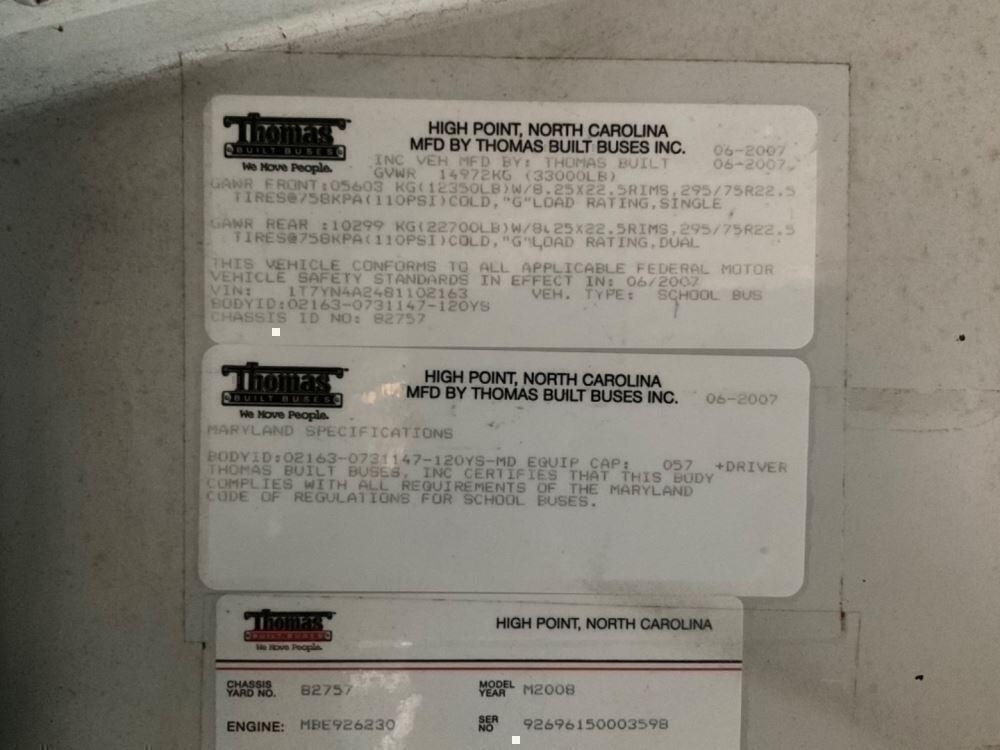 Thomas
BUILT BUSES
We Move People.
HIGH POINT, NORTH CAROLINA
MFD BY THOMAS BUILT BUSES INC. 06-2007
INC VEH MFD BY: THOMAS BUILT 06-2007
GVWR 14972KG (33000LB)
GAWR FRONT:05603 KG(12350LB)W/8.25X22.5RIMS,295/75R22.5
TIRES@758KPA(110PSI)COLD,"G"LOAD RATING,SINGLE
GAWR REAR :10299 KG(22700LB)W/8.25X22.5RIMS,295/75R22.5
TIRES@758KPA(110PSI)COLD,"G"LOAD RATING,DUAL
THIS VEHICLE CONFORMS TO ALL APPLICABLE FEDERAL MOTOR
VEHICLE SAFETY STANDARDS IN EFFECT IN: 06/2007
VIN: 1T7YN4A2481102163 VEH. TYPE: SCHOOL BUS
BODYID:02163-0731147-120YS
CHASSIS ID NO: 82757
Thomas
BUILT BUSES
We Move People.
HIGH POINT, NORTH CAROLINA
MFD BY THOMAS BUILT BUSES INC. 06-2007
MARYLAND SPECIFICATIONS
BODYID:02163-0731147-120YS-MD EQUIP CAP: 057 +DRIVER
THOMAS BUILT BUSES, INC CERTIFIES THAT THIS BODY
COMPLIES WITH ALL REQUIREMENTS OF THE MARYLAND
CODE OF REGULATIONS FOR SCHOOL BUSES.
Thomas
BUILT BUSES
We Move People.
HIGH POINT, NORTH CAROLINA
CHASSIS YARD NO. 82757 MODEL YEAR M2008
ENGINE: MBE926230 SER NO 92696150003598